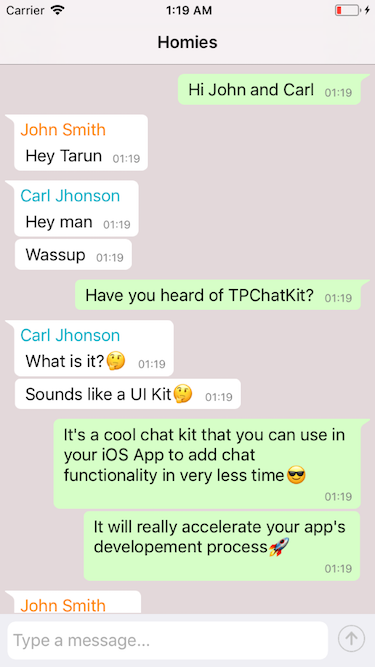 Carrier 1:19 AM
Homies
Hi John and Carl 01:19
John Smith
Hey Tarun 01:19
Carl Jhonson
Hey man 01:19
Wassup 01:19
Have you heard of TPChatKit? 01:19
Carl Jhonson
What is it?🤔 01:19
Sounds like a UI Kit🤔 01:19
It's a cool chat kit that you can use in
your iOS App to add chat
functionality in very less time😎
01:19
It will really accelerate your app's
developement process🚀
01:19
John Smith
Type a message...